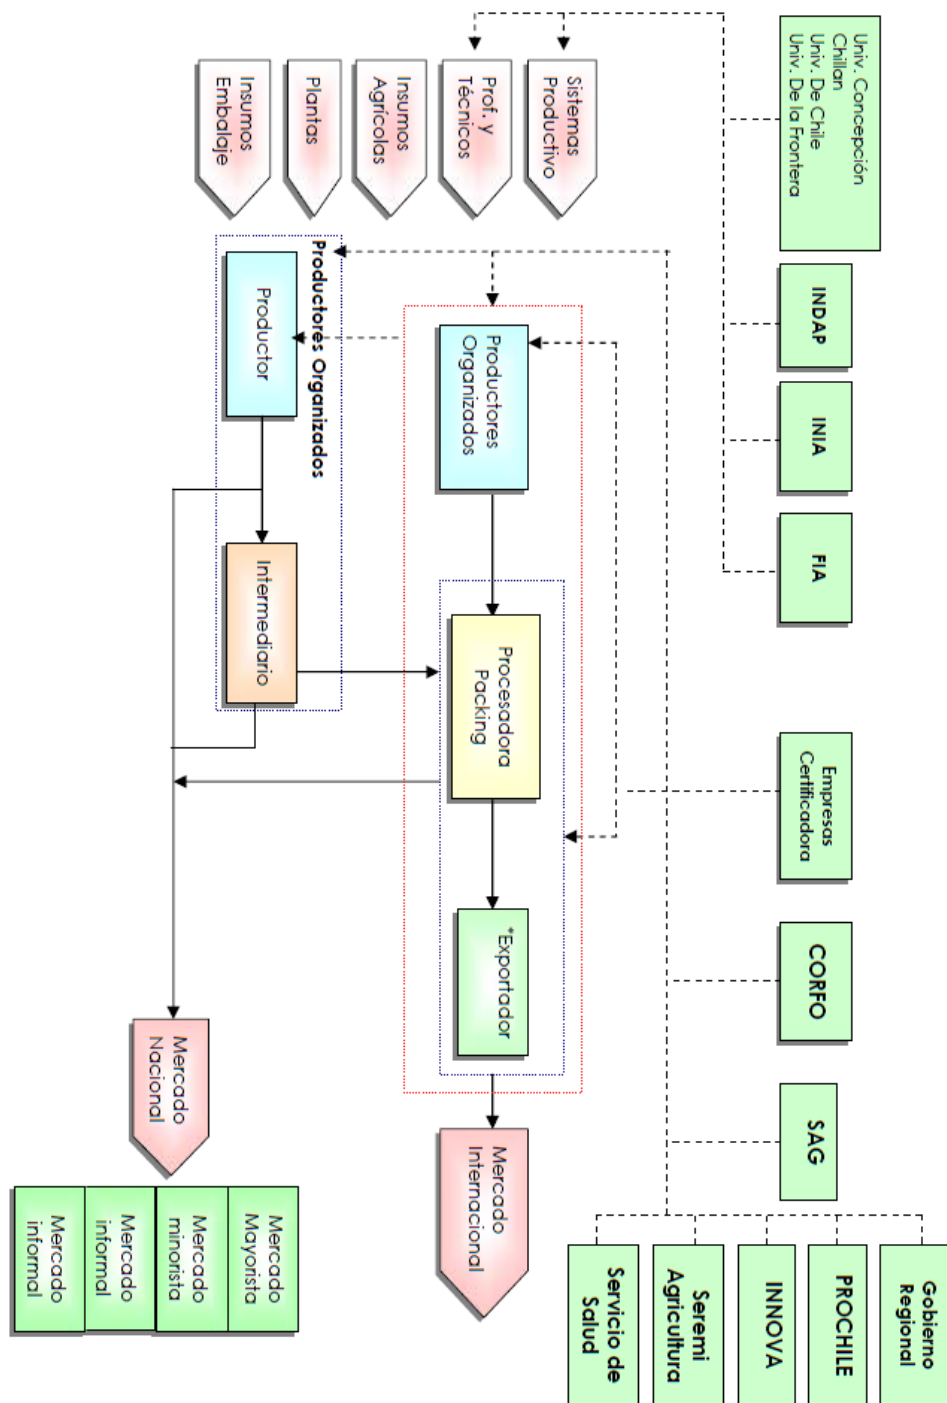 Univ. Concepción
Chillan
Univ. De Chile
Univ. De la Frontera
INDAP
INIA
FIA
Empresas
Certificadora
CORFO
SAG
Gobierno
Regional
PROCHILE
INNOVA
Seremi
Agricultura
Servicio de
Salud
Sistemas
Productivo
Prof. y
Técnicos
Insumos
Agrícolas
Plantas
Insumos
Embalaje
Productores
Organizados
Procesadora
Packing
*Exportador
Mercado
Internacional
Productores Organizados
Productor
Intermediario
Mercado
Nacional
Mercado
Mayorista
Mercado
minorista
Mercado
informal
Mercado
informal